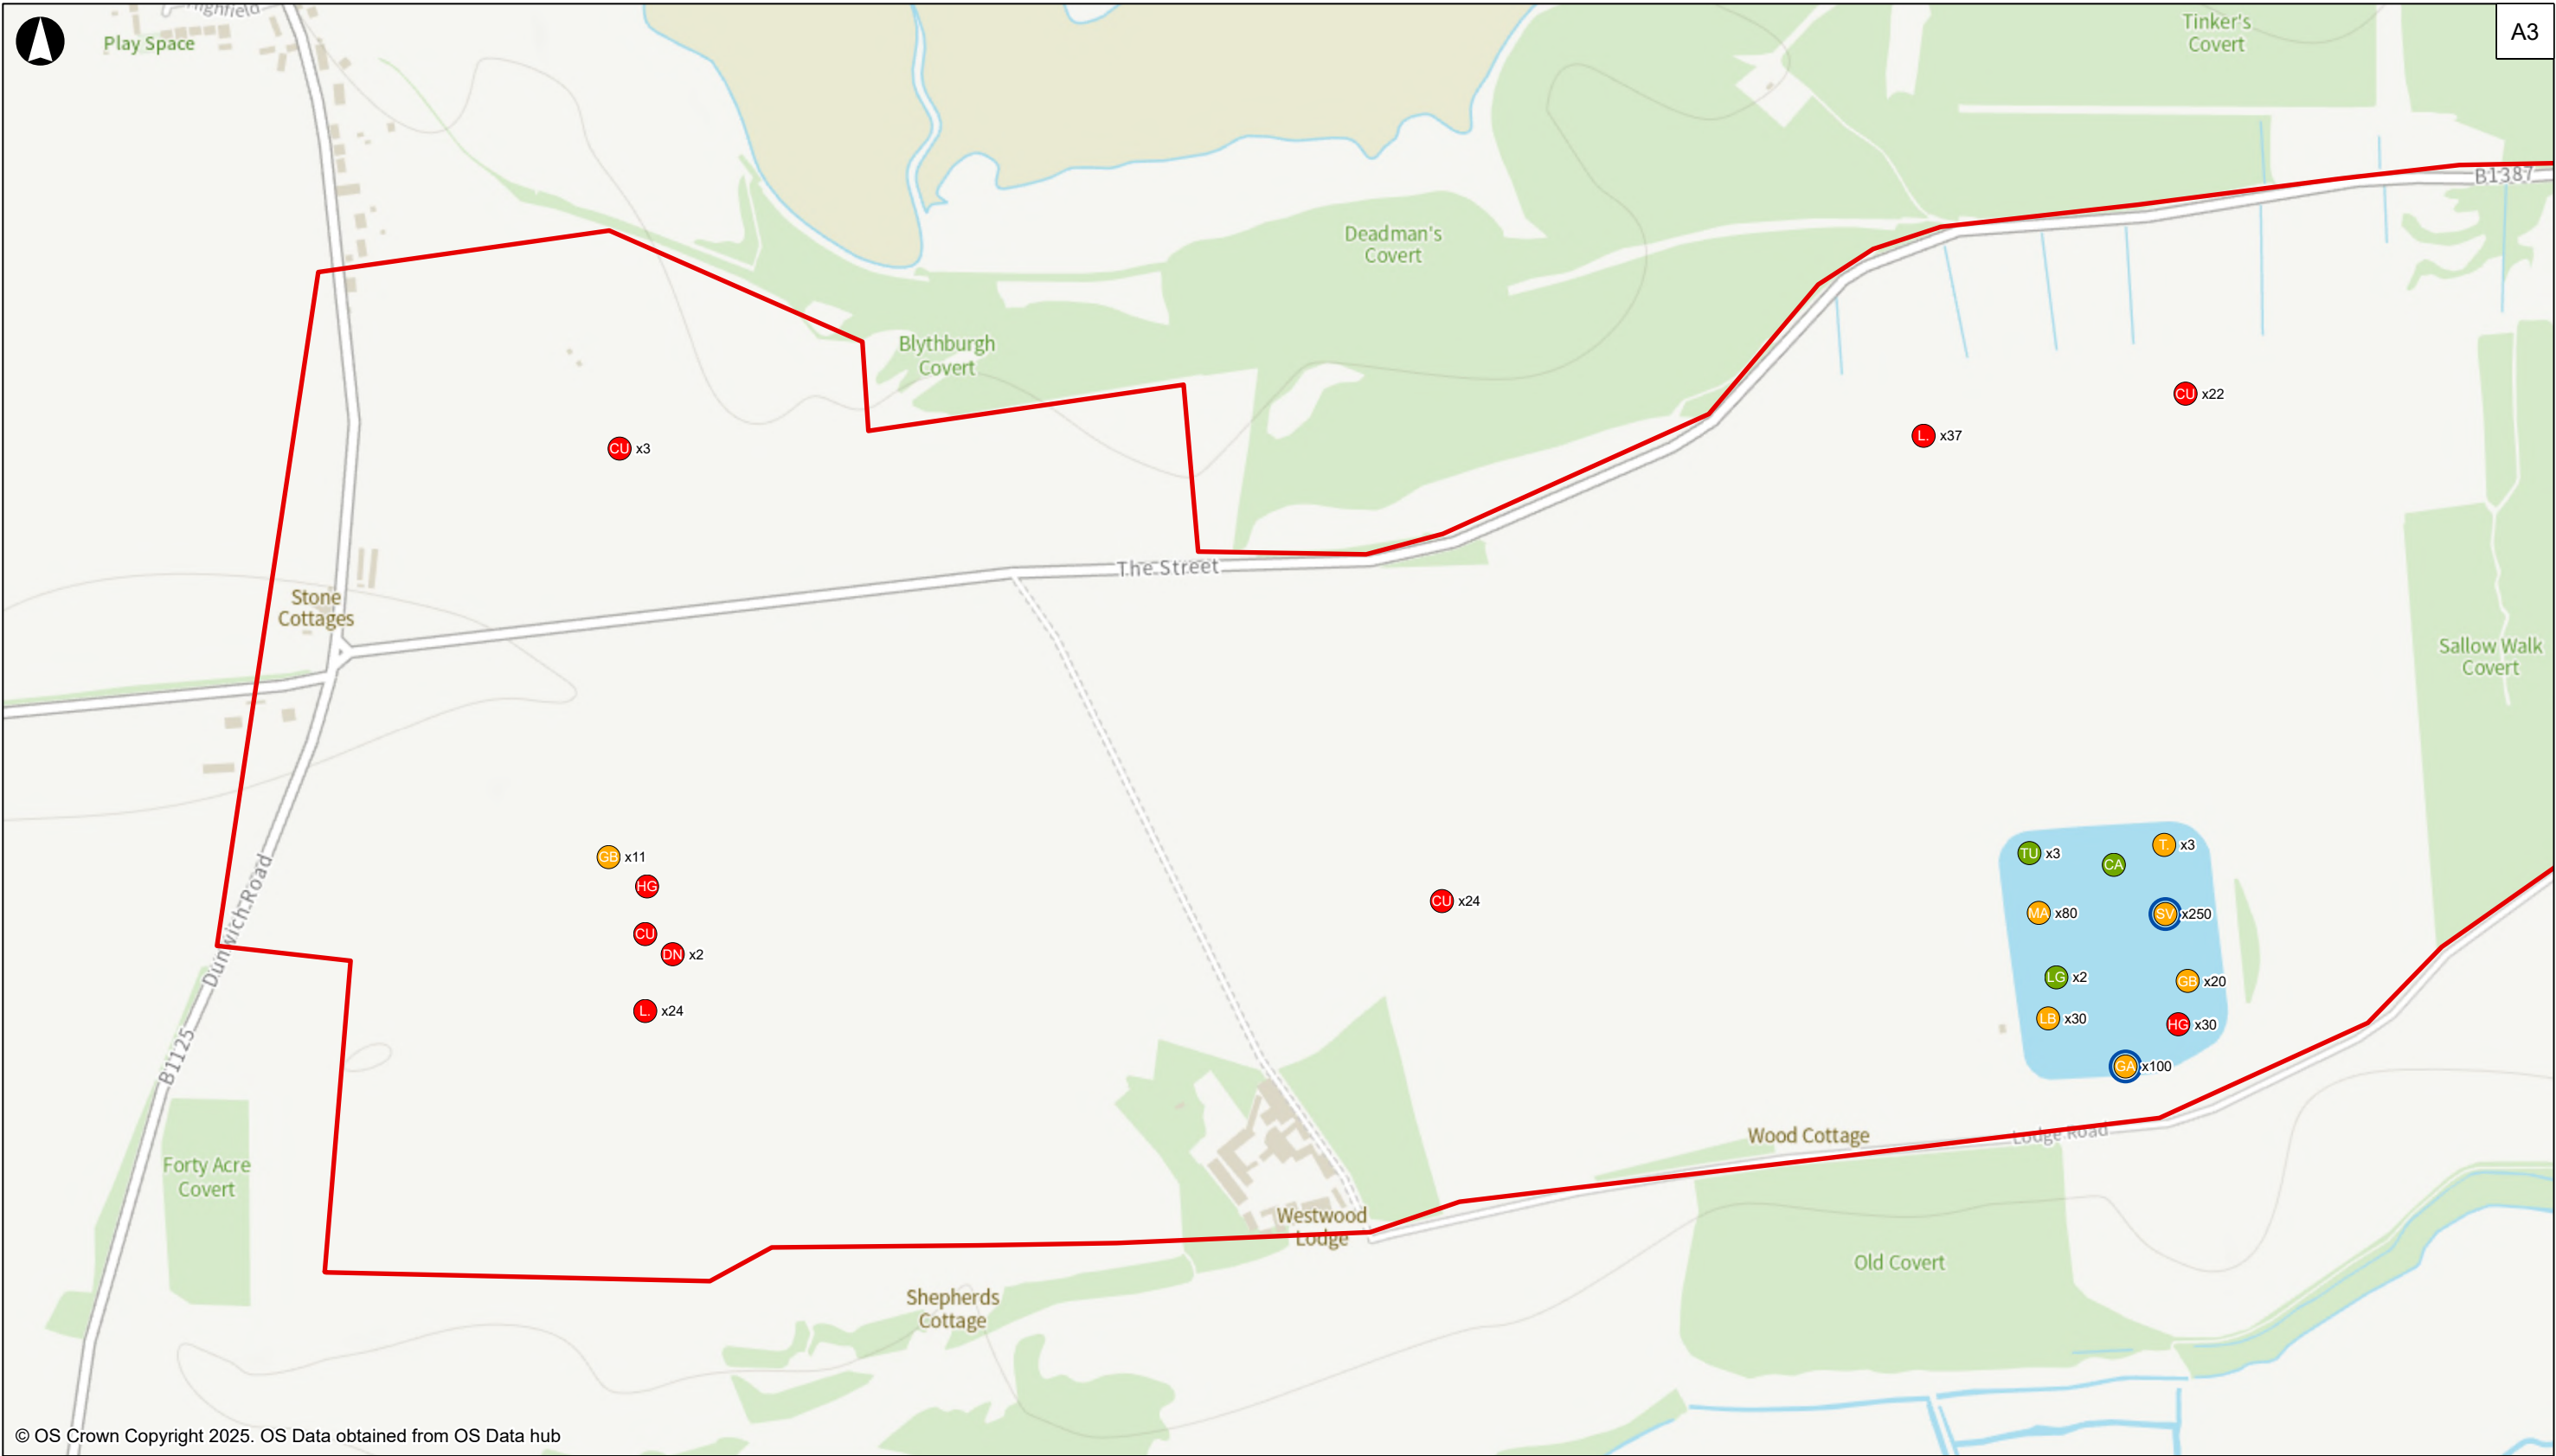 Highfield
Play Space
Tinker's
Covert
A3
B1387
Deadman's
Covert
Blythburgh
Covert
CU x22
L. x37
CU x3
The Street
Stone
Cottages
Sallow Walk
Covert
TU x3
CA
T. x3
GB x11
HG
CU x24
MA x80
SV x250
CU
DN x2
Dunwich Road
LG x2
GB x20
L. x24
LB x30
HG x30
B1125
GA x100
Wood Cottage
Lodge Road
Forty Acre
Covert
Westwood
Lodge
Old Covert
Shepherds
Cottage
© OS Crown Copyright 2025. OS Data obtained from OS Data hub